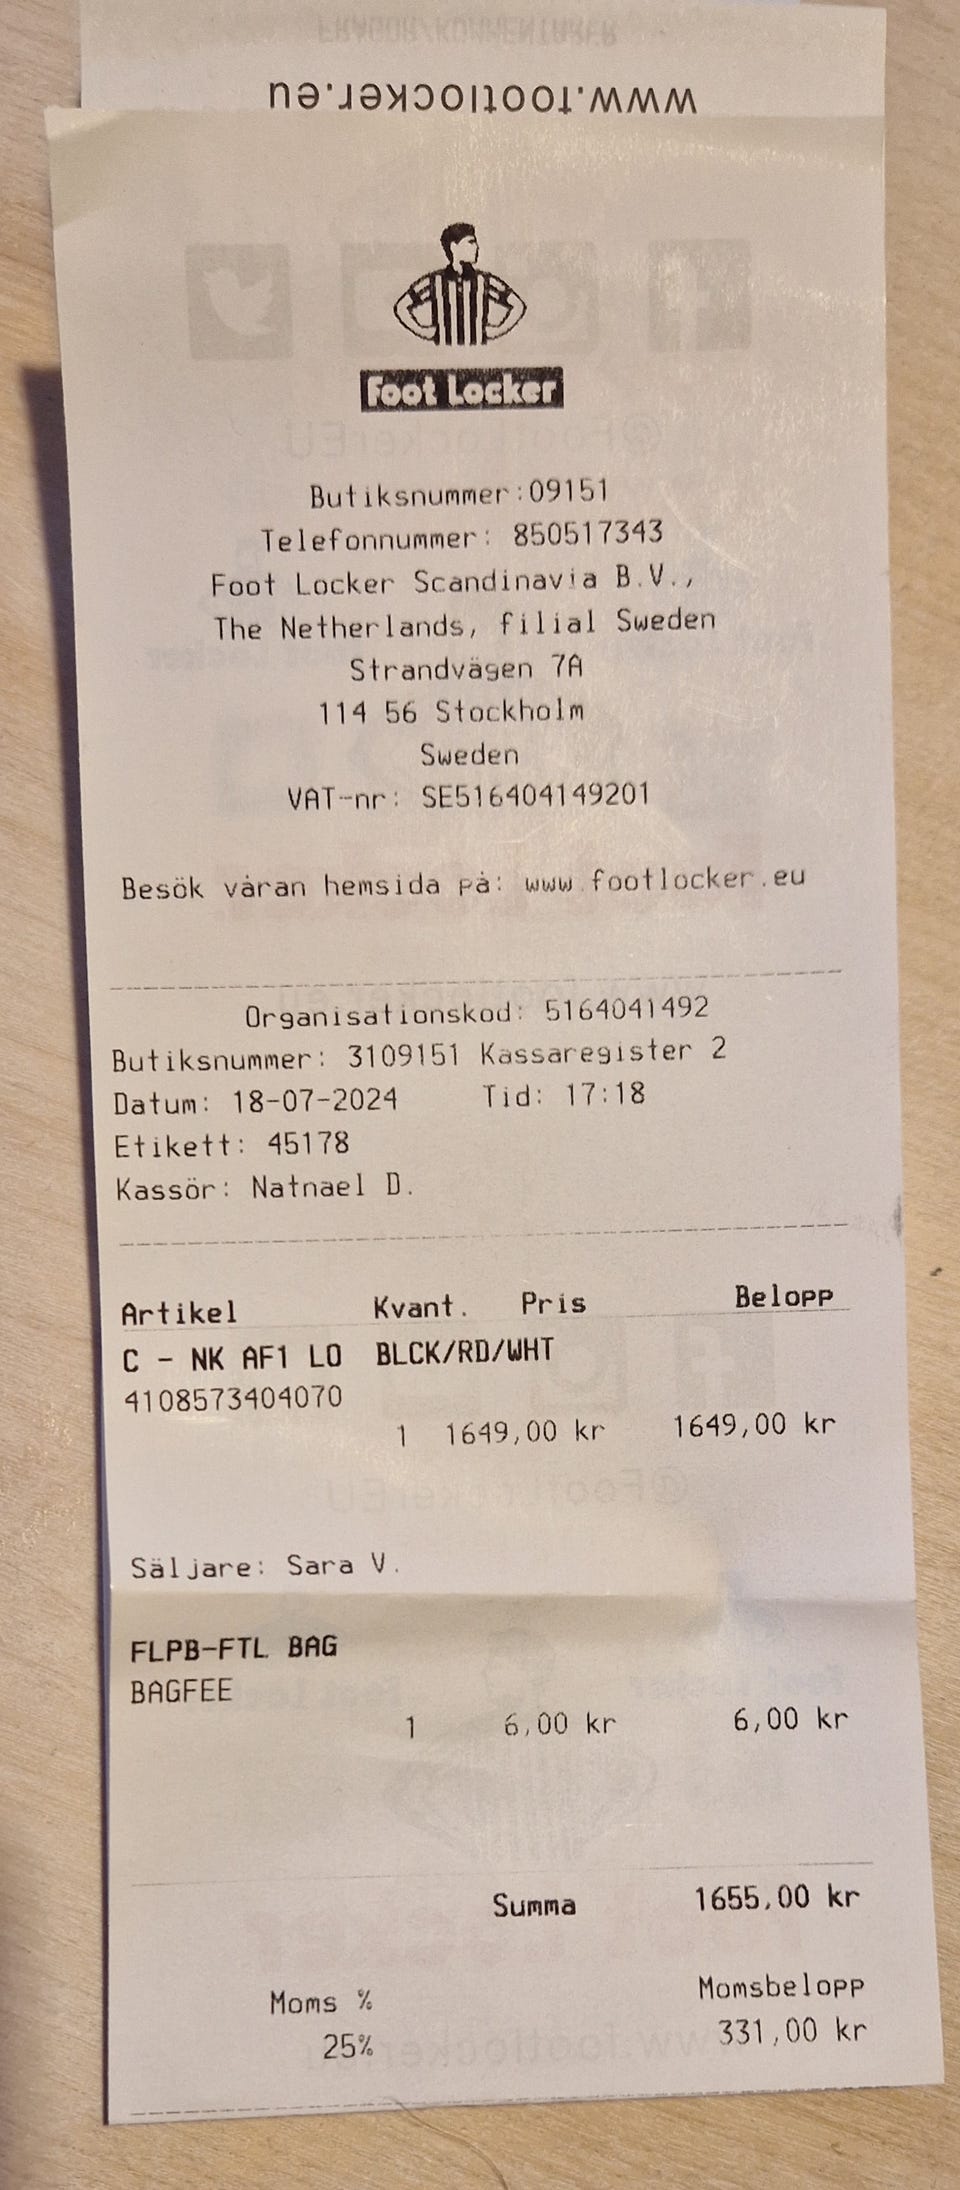 FRÅGOR/KOMMENTARER
www.footlocker.eu
Foot Locker
@FootLockerEU
Butiksnummer:09151
Telefonnummer: 850517343
Foot Locker Scandinavia B.V.,
The Netherlands, filial Sweden
Strandvägen 7A
114 56 Stockholm
Sweden
VAT-nr: SE516404149201
Besök våran hemsida på: www.footlocker.eu
Organisationskod: 5164041492
Butiksnummer: 3109151 Kassaregister 2
Datum: 18-07-2024 Tid: 17:18
Etikett: 45178
Kassör: Natnael D.
Artikel Kvant. Pris Belopp
C - NK AF1 LO BLCK/RD/WHT
4108573404070
1 1649,00 kr 1649,00 kr
@FootLockerEU
Säljare: Sara V.
FLPB-FTL BAG
BAGFEE
1 6,00 kr 6,00 kr
Summa 1655,00 kr
Moms % Momsbelopp
25% 331,00 kr